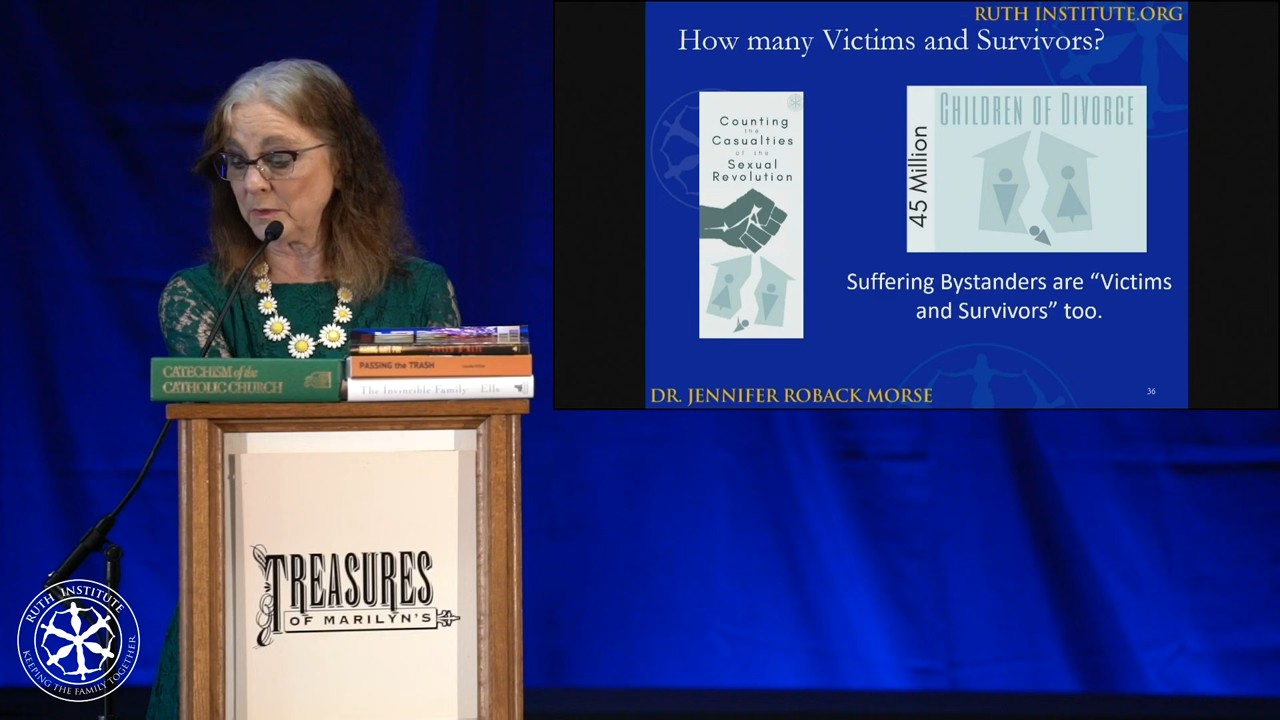 RUTH INSTITUTE.ORG
How many Victims and Survivors?
Counting
the
Casualties
of the
Sexual
Revolution
45 Million
CHILDREN OF DIVORCE
Suffering Bystanders are “Victims
and Survivors” too.
DR. JENNIFER ROBACK MORSE
36
CATECHISM of the
CATHOLIC CHURCH
PASSING the TRASH
The Invincible Family Ells
TREASURES
OF MARILYN'S
RUTH INSTITUTE
KEEPING THE FAMILY TOGETHER